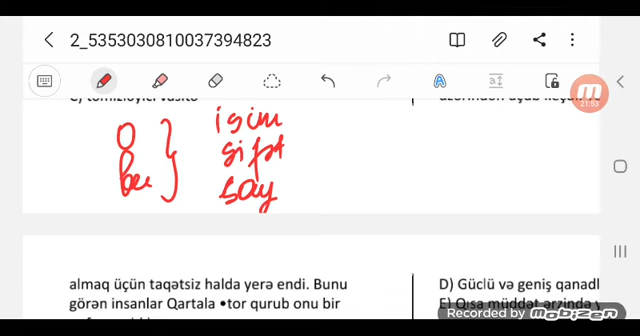 2_5353030810037394823
21:53
C) təmizləyici vasitə
üzərindən uçub keçdi
O
bu
isim
sifət
say
almaq üçün taqətsiz halda yerə endi. Bunu
görən insanlar Qartala •tor qurub onu bir
D) Güclü və geniş qanadl
E) Qısa müddət ərzində y
Recorded by mobizen